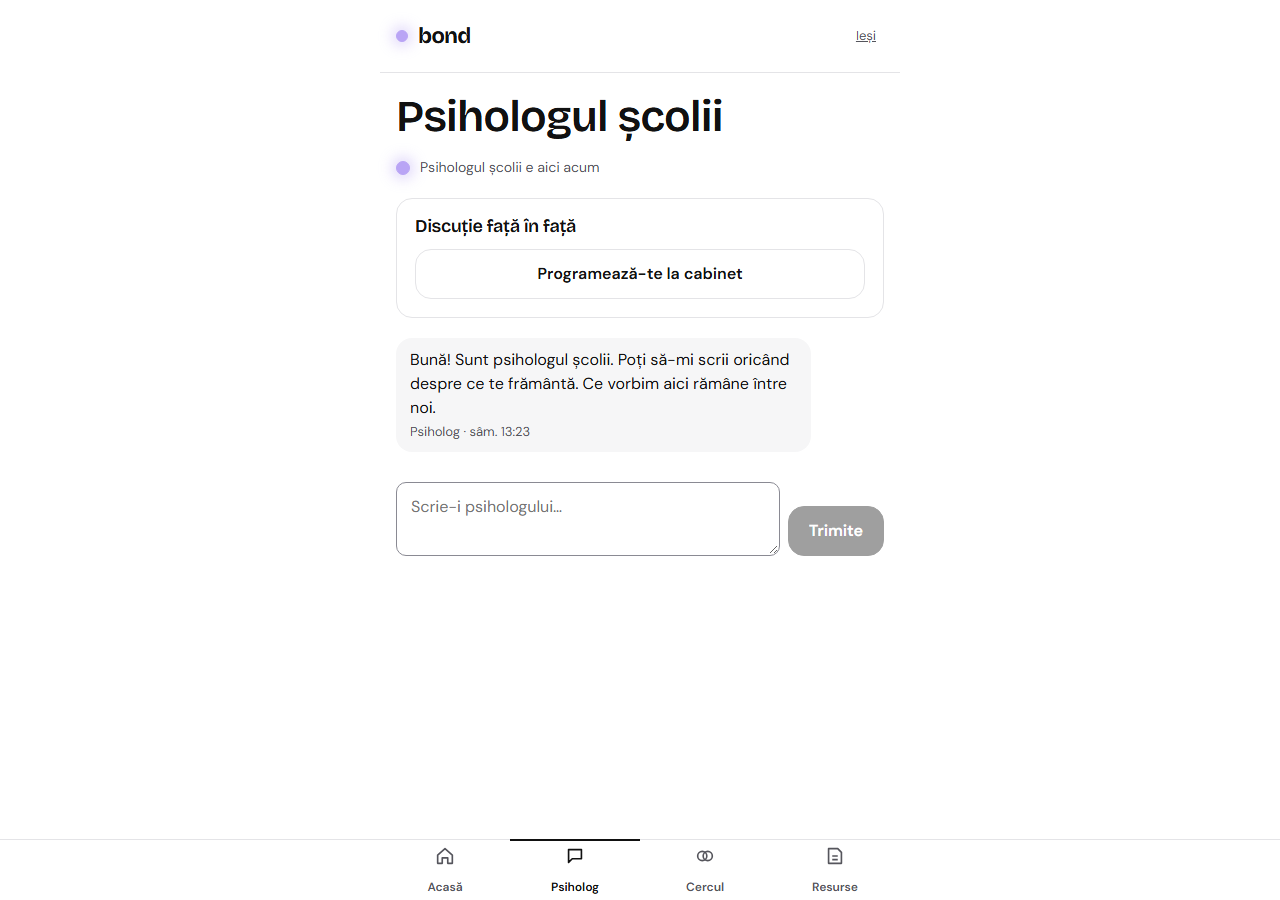 bond
Ieși
Psihologul școlii
Psihologul școlii e aici acum
Discuție față în față
Programează-te la cabinet
Bună! Sunt psihologul școlii. Poți să-mi scrii oricând
despre ce te frământă. Ce vorbim aici rămâne între
noi.
Psiholog · sâm. 13:23
Scrie-i psihologului...
Trimite
Acasă
Psiholog
Cercul
Resurse